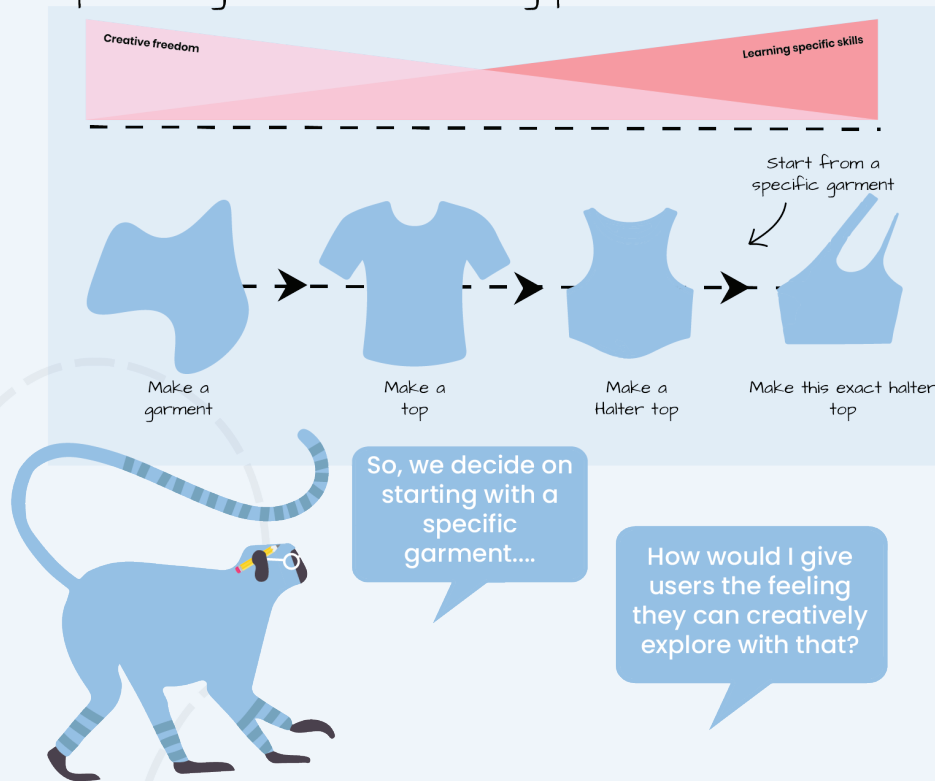 Creative freedom
Learning specific skills
Start from a
specific garment
Make a
garment
Make a
top
Make a
Halter top
Make this exact halter
top
So, we decide on
starting with a
specific
garment....
How would I give
users the feeling
they can creatively
explore with that?